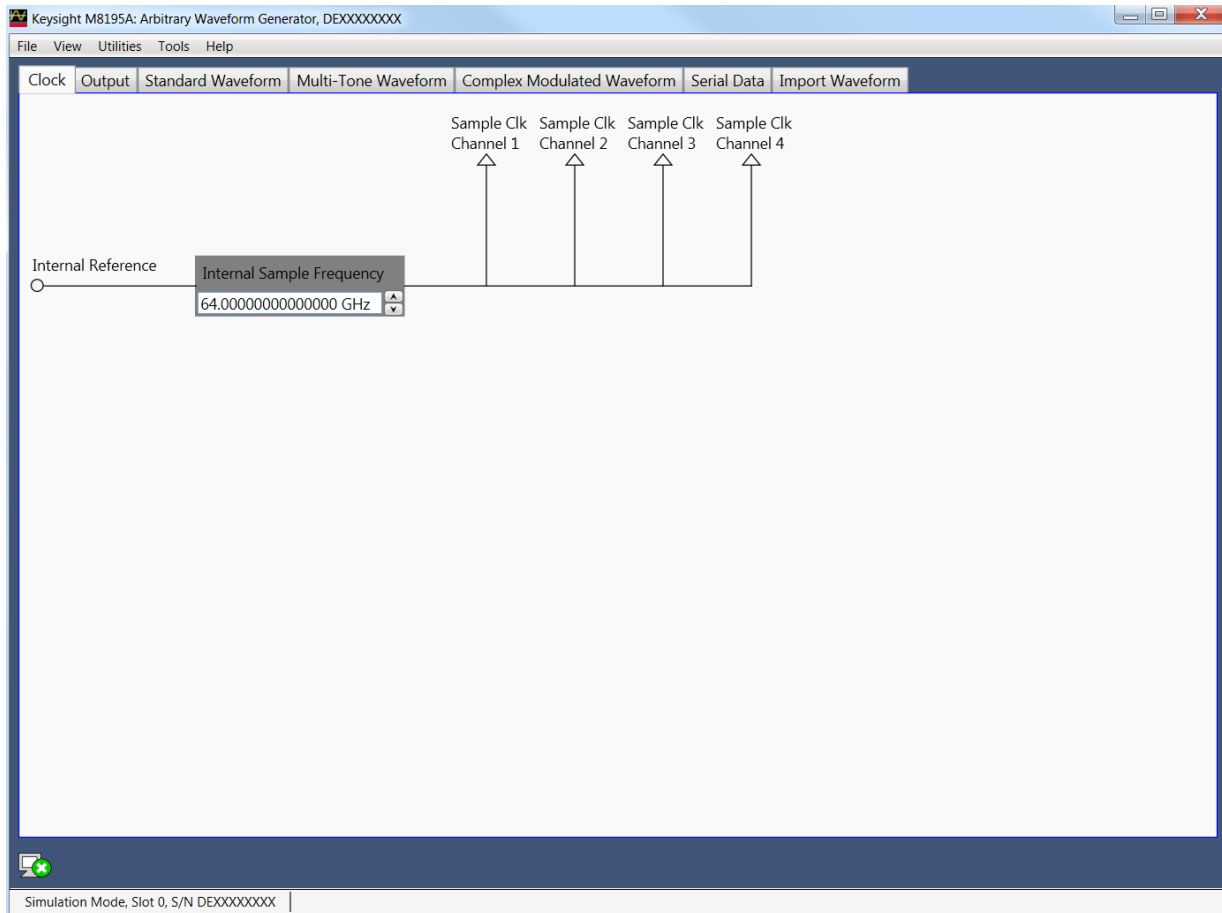 Keysight M8195A: Arbitrary Waveform Generator, DEXXXXXXXX
File View Utilities Tools Help
Clock Output Standard Waveform Multi-Tone Waveform Complex Modulated Waveform Serial Data Import Waveform
Sample Clk Sample Clk Sample Clk Sample Clk
Channel 1 Channel 2 Channel 3 Channel 4
Internal Reference
Internal Sample Frequency
64.00000000000000 GHz
Simulation Mode, Slot 0, S/N DEXXXXXXXX